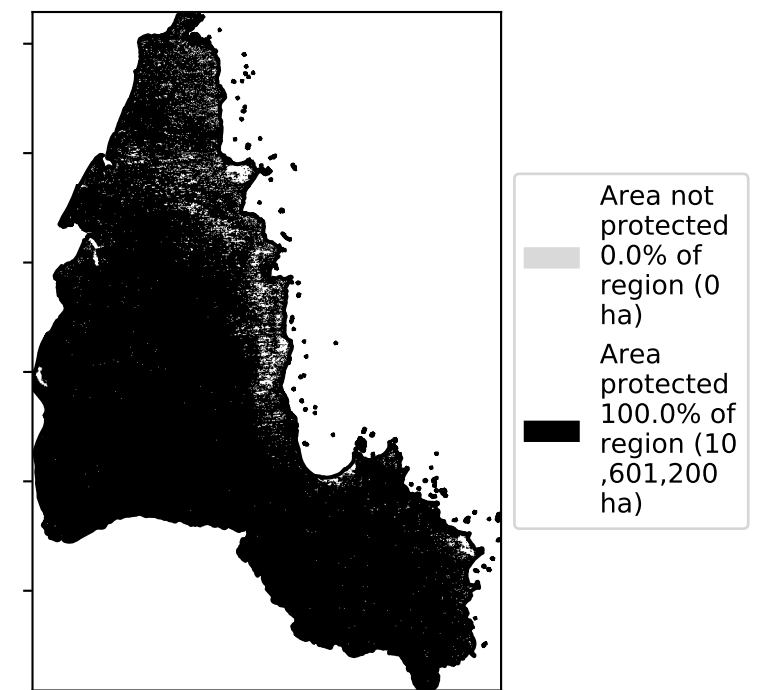 Area not
protected
0.0% of
region (0
ha)
Area
protected
100.0% of
region (10
,601,200
ha)